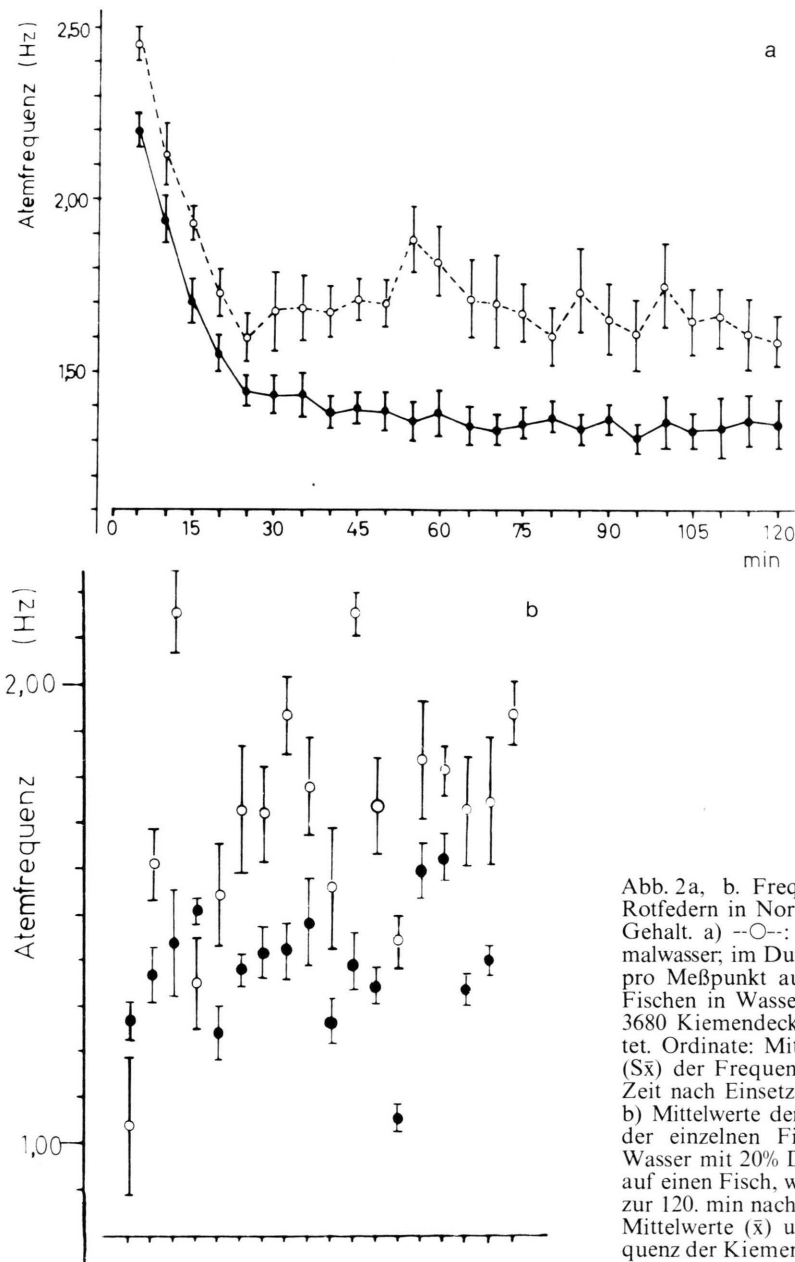 Atemfrequenz (Hz)
2,50
2,00
1,50
a
0 15 30 45 60 75 90 105 120
min
Atemfrequenz (Hz)
2,00
1,00
b
Abb. 2a, b. Freq
Rotfedern in Nor
Gehalt. a) --○--:
malwasser; im Du
pro Meßpunkt au
Fischen in Wasse
3680 Kiemendeck
tet. Ordinate: Mit
(Sx̄) der Frequen
Zeit nach Einsetz
b) Mittelwerte der
der einzelnen Fi
Wasser mit 20% D
auf einen Fisch, w
zur 120. min nach
Mittelwerte (x̄) u
quenz der Kiemer